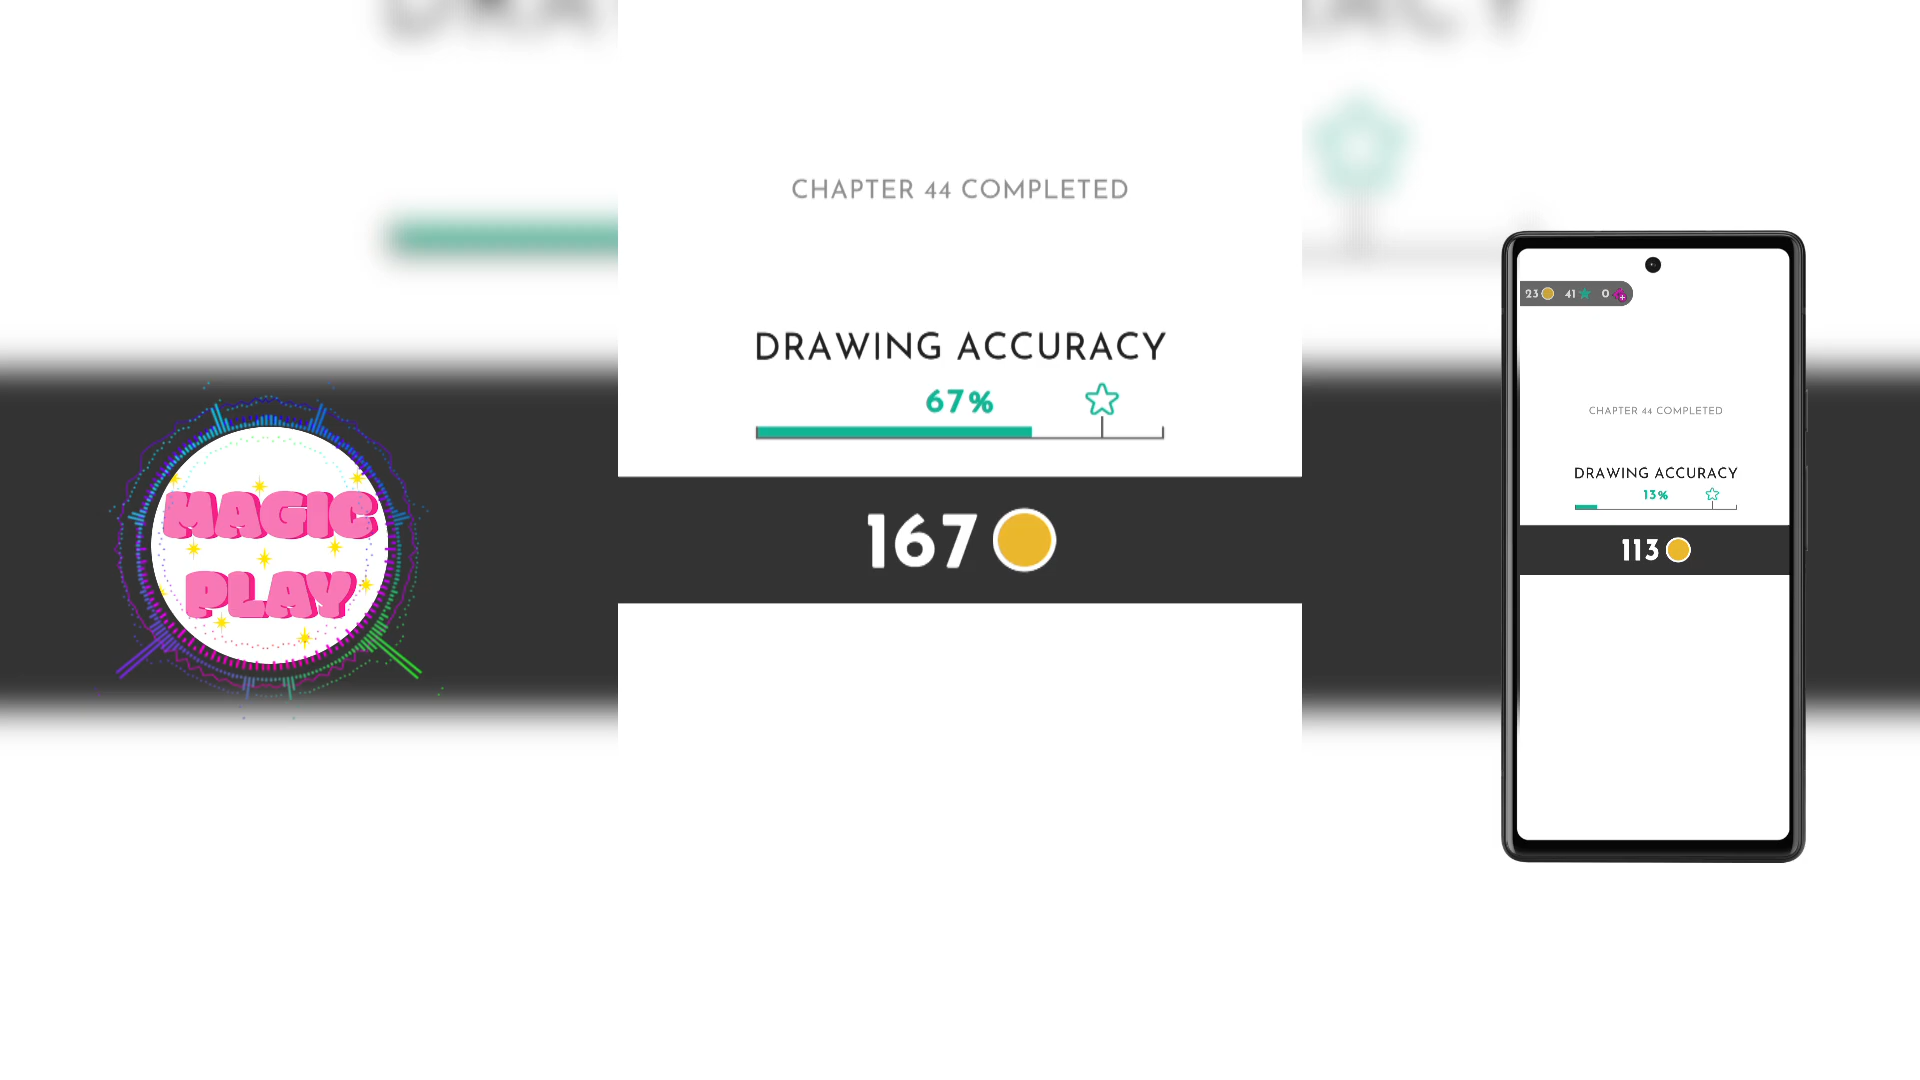 MAGIC
PLAY
CHAPTER 44 COMPLETED
DRAWING ACCURACY
67%
167
23 41 0
CHAPTER 44 COMPLETED
DRAWING ACCURACY
13%
113